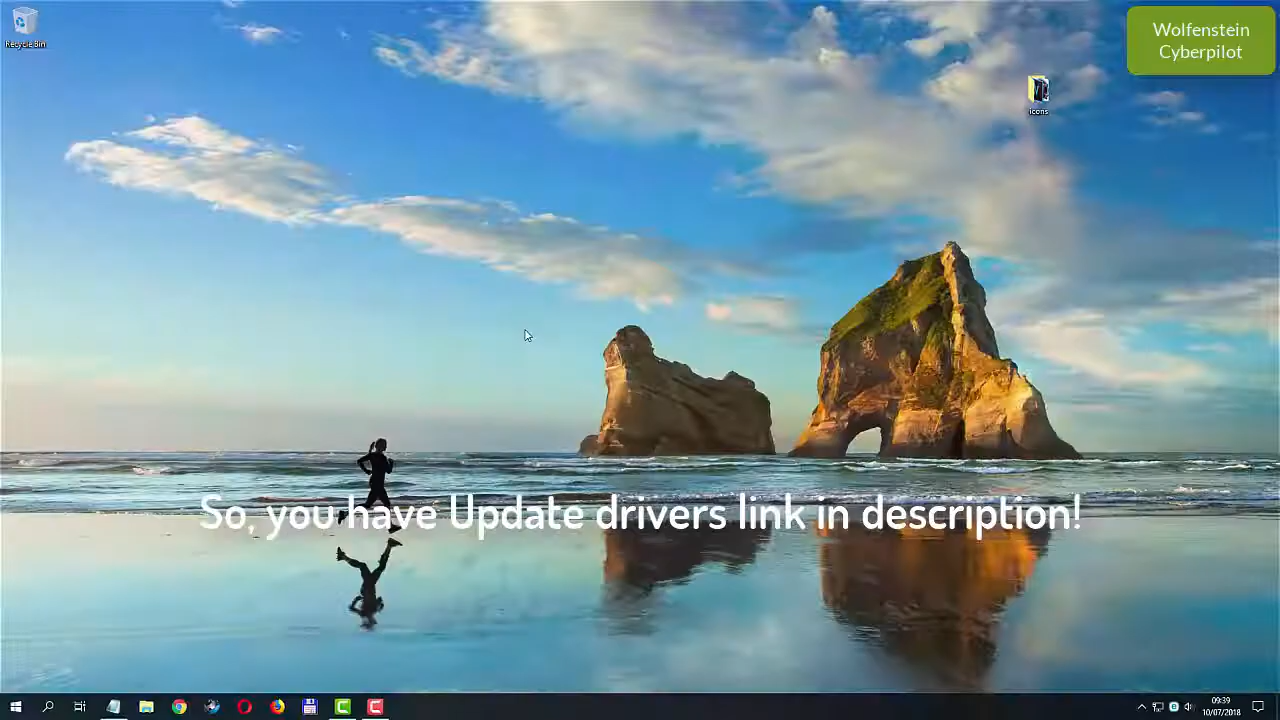 Recycle Bin
Wolfenstein
Cyberpilot
icons
So, you have Update drivers link in description!
09:39
10/07/2018